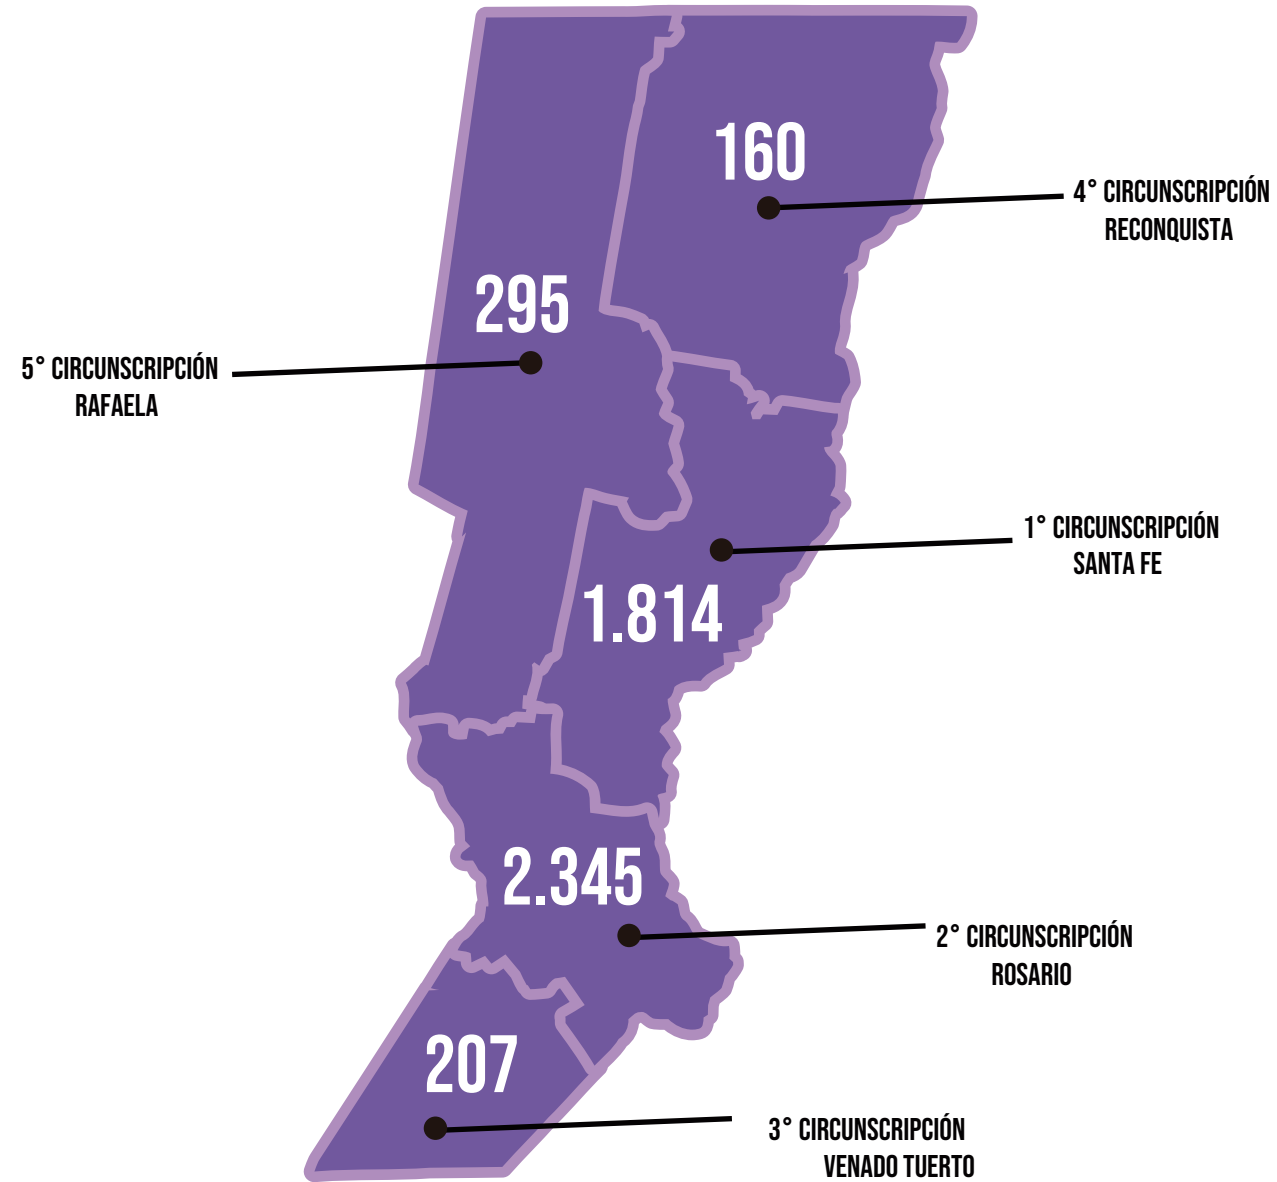 160
4° CIRCUNSCRIPCIÓN
RECONQUISTA
295
5° CIRCUNSCRIPCIÓN
RAFAELA
1° CIRCUNSCRIPCIÓN
SANTA FE
1.814
2.345
2° CIRCUNSCRIPCIÓN
ROSARIO
207
3° CIRCUNSCRIPCIÓN
VENADO TUERTO